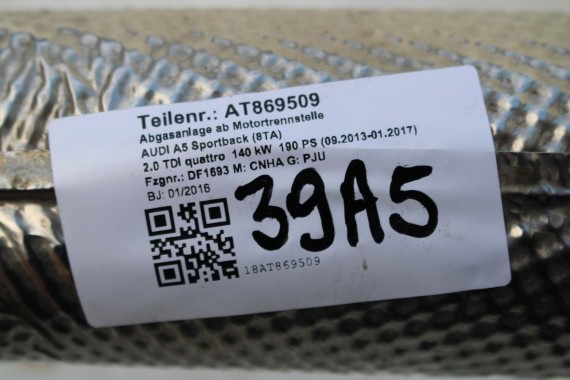 Teilenr.: AT869509
Abgasanlage ab Motortrennstelle
AUDI A5 Sportback (8TA)
2.0 TDI quattro 140 kW 190 PS (09.2013-01.2017)
Fzgnr.: DF1693 M: CNHA G: PJU
BJ: 01/2016
39A5
18AT869509